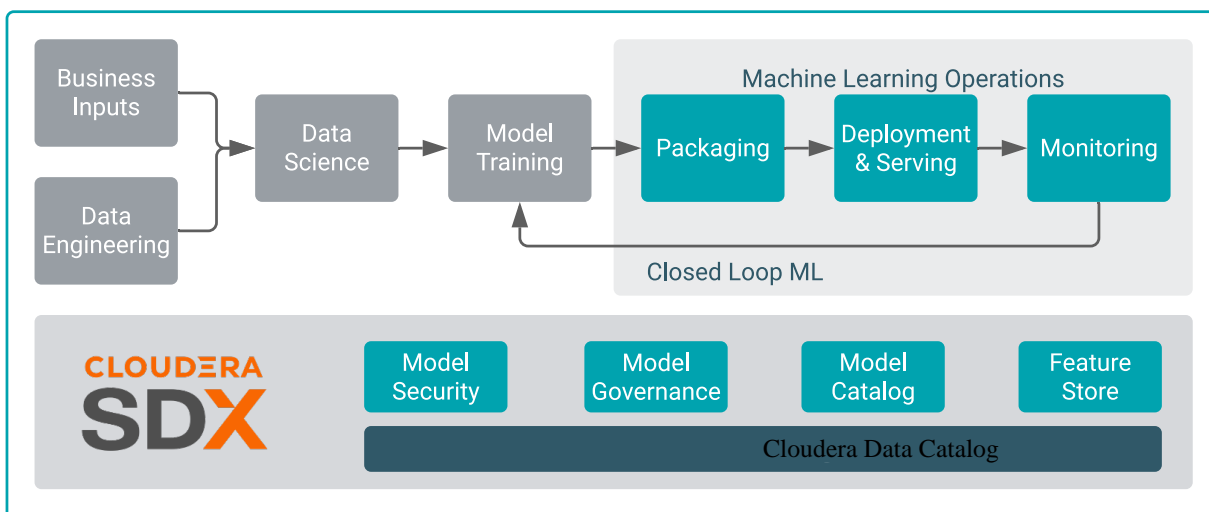 Business
Inputs
Data
Engineering
Data
Science
Model
Training
Machine Learning Operations
Packaging
Deployment
& Serving
Monitoring
Closed Loop ML
CLOUDERA
SDX
Model
Security
Model
Governance
Model
Catalog
Feature
Store
Cloudera Data Catalog